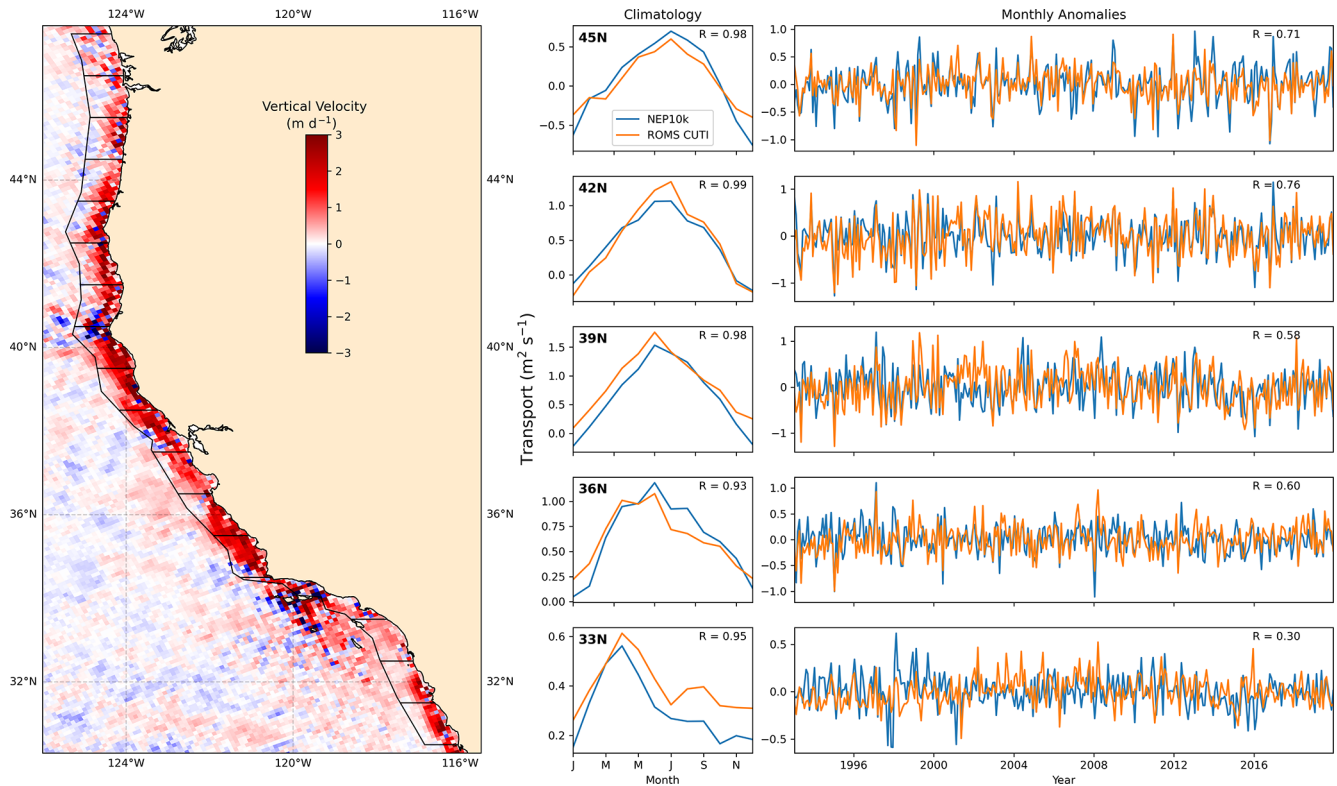 124°W 120°W 116°W
Vertical Velocity
(m d⁻¹)
3
2
1
0
−1
−2
−3
44°N 44°N
40°N 40°N
36°N 36°N
32°N 32°N
124°W 120°W 116°W
Transport (m² s⁻¹)
Climatology
45N R = 0.98
0.5
0.0
−0.5
NEP10k
ROMS CUTI
42N R = 0.99
1.0
0.5
0.0
39N R = 0.98
1.5
1.0
0.5
0.0
36N R = 0.93
1.00
0.75
0.50
0.25
0.00
33N R = 0.95
0.6
0.4
0.2
J M M J S N
Month
Monthly Anomalies
R = 0.71
1.0
0.5
0.0
−0.5
−1.0
R = 0.76
1
0
−1
R = 0.58
1
0
−1
R = 0.60
1.0
0.5
0.0
−0.5
−1.0
R = 0.30
0.5
0.0
−0.5
1996 2000 2004 2008 2012 2016
Year